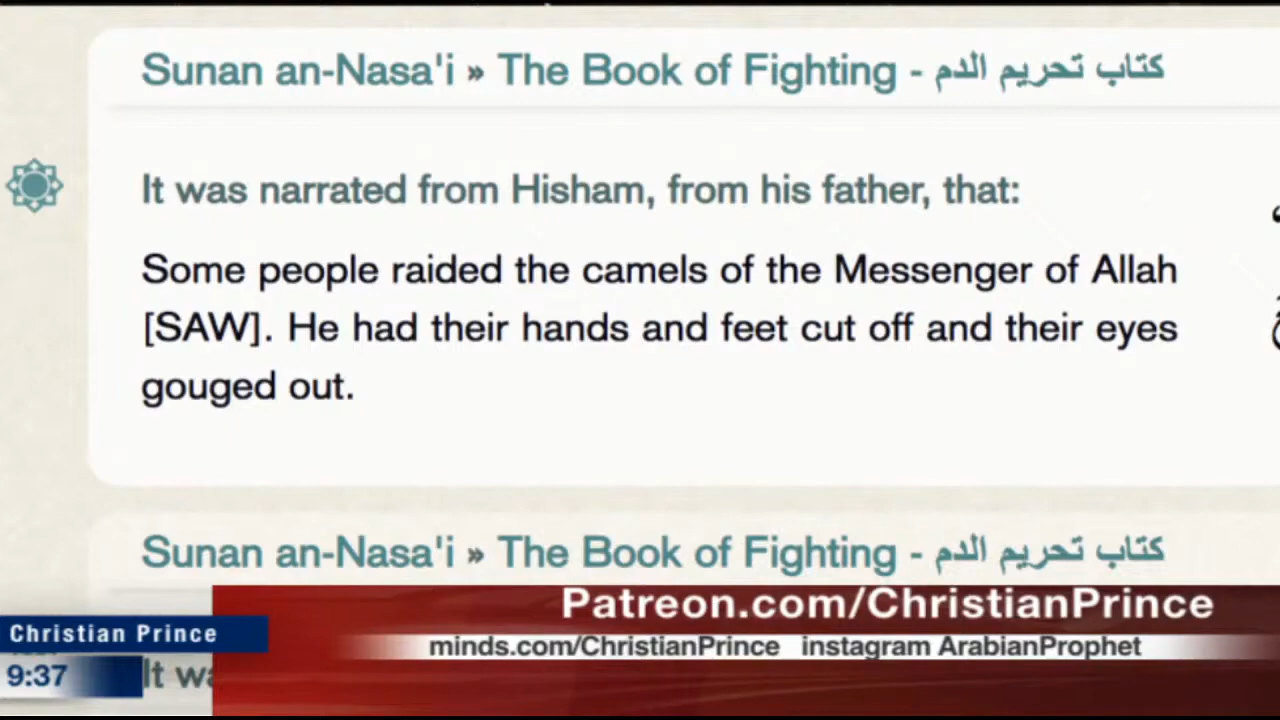 Sunan an-Nasa'i » The Book of Fighting - كتاب تحريم الدم
It was narrated from Hisham, from his father, that:
Some people raided the camels of the Messenger of Allah
[SAW]. He had their hands and feet cut off and their eyes
gouged out.
Sunan an-Nasa'i » The Book of Fighting - كتاب تحريم الدم
Patreon.com/ChristianPrince
Christian Prince
minds.com/ChristianPrince instagram ArabianProphet
9:37
It wa